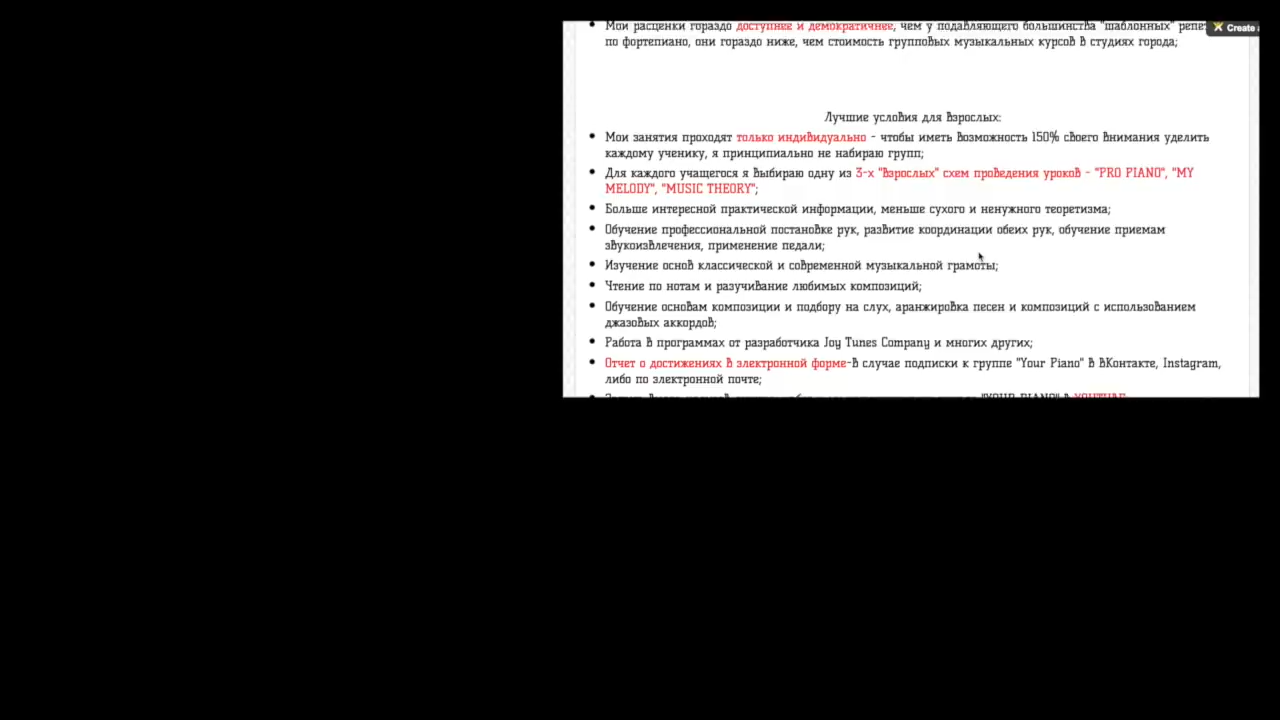 Мои расценки гораздо доступнее и демократичнее, чем у подавляющего большинства "шаблонных"
Create
по фортепиано, они гораздо ниже, чем стоимость групповых музыкальных курсов в студиях города;
Лучшие условия для взрослых:
Мои занятия проходят только индивидуально - чтобы иметь возможность 150% своего внимания уделить
каждому ученику, я принципиально не набираю групп;
Для каждого учащегося я выбираю одну из 3-х "взрослых" схем проведения уроков - "PRO PIANO", "MY
MELODY", "MUSIC THEORY";
Больше интересной практической информации, меньше сухого и ненужного теоретизма;
Обучение профессиональной постановке рук, развитие координации обеих рук, обучение приемам
звукоизвлечения, применение педали;
Изучение основ классической и современной музыкальной грамоты;
Чтение по нотам и разучивание любимых композиций;
Обучение основам композиции и подбору на слух, аранжировка песен и композиций с использованием
джазовых аккордов;
Работа в программах от разработчика Joy Tunes Company и многих других;
Отчет о достижениях в электронной форме-в случае подписки к группе "Your Piano" в ВКонтакте, Instagram,
либо по электронной почте;
"YOUR PIANO" в YOUTUBE